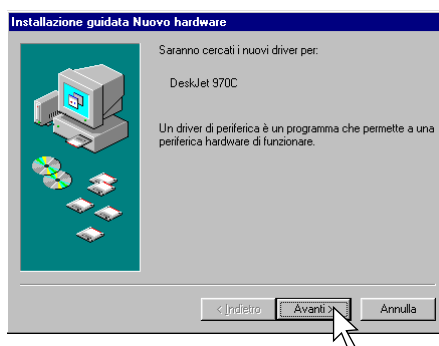 Installazione guidata Nuovo hardware
Saranno cercati i nuovi driver per:
DeskJet 970C
Un driver di periferica è un programma che permette a una
periferica hardware di funzionare.
< Indietro   Avanti >   Annulla